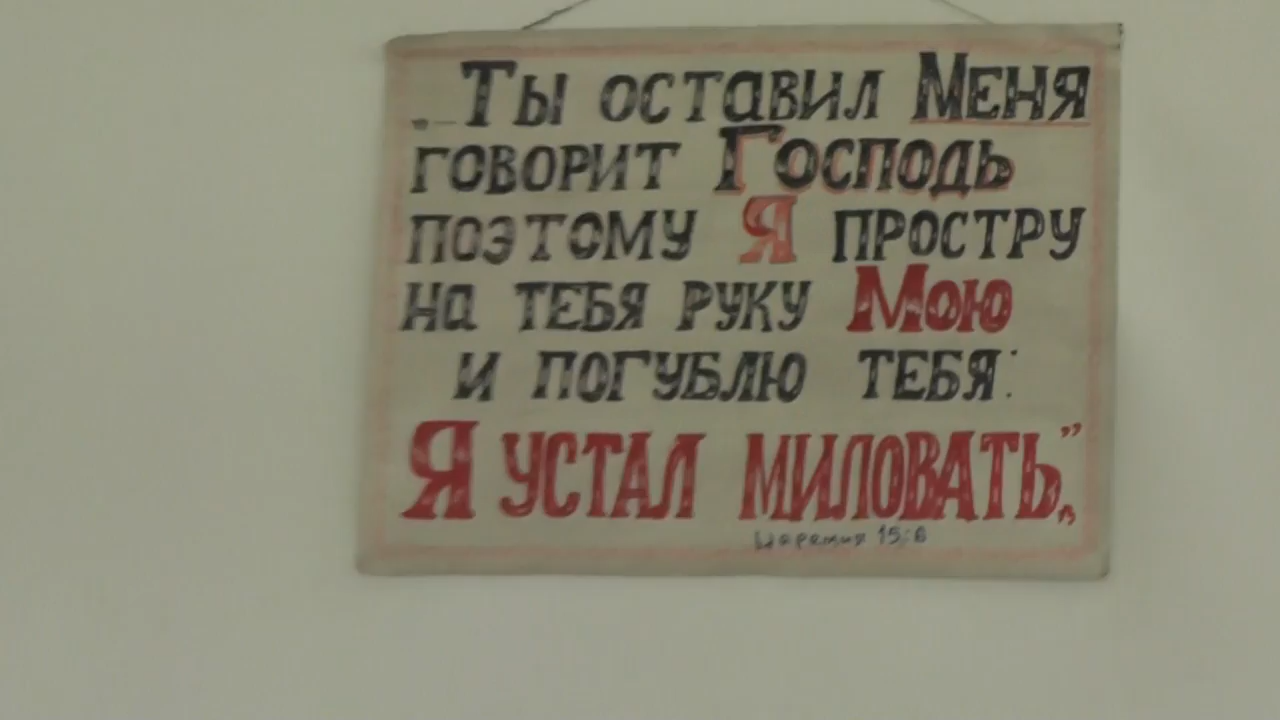 „Ты оставил Меня
говорит Господь
поэтому Я простру
на тебя руку Мою
и погублю тебя:
Я устал миловать.”
Иеремия 15:6